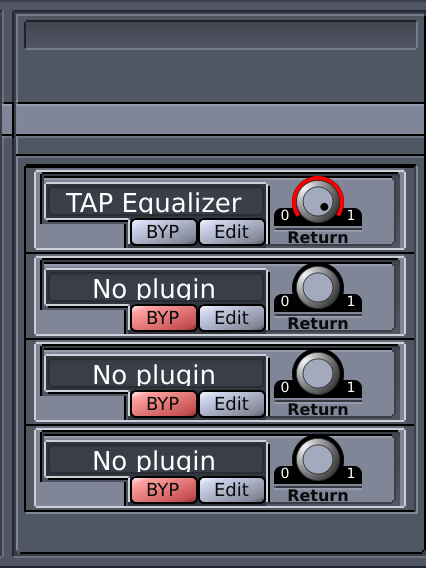 TAP Equalizer
BYP Edit
0 1
Return
No plugin
BYP Edit
0 1
Return
No plugin
BYP Edit
0 1
Return
No plugin
BYP Edit
0 1
Return